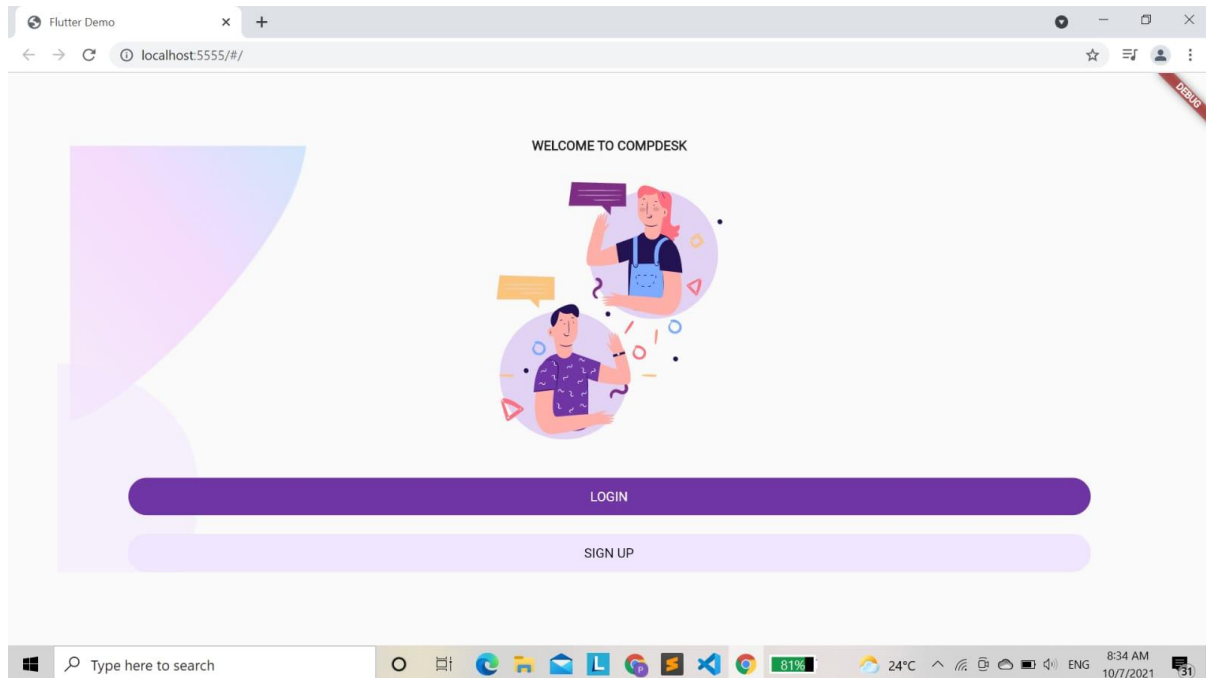 Flutter Demo
localhost:5555/#/
DEBUG
WELCOME TO COMPDESK
LOGIN
SIGN UP
Type here to search
L
P
81%
24°C
ENG
8:34 AM
10/7/2021
31